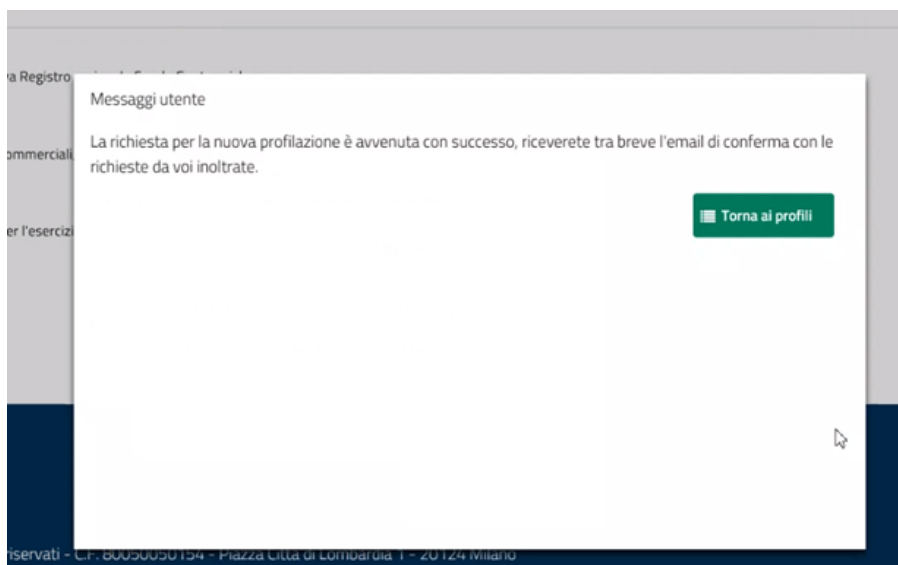 va Registro
Messaggi utente
La richiesta per la nuova profilazione è avvenuta con successo, riceverete tra breve l'email di conferma con le
richieste da voi inoltrate.
ommerciali,
Torna ai profili
er l'esercizi
riservati - C.F. 80050050154 - Piazza Città di Lombardia 1 - 20124 Milano